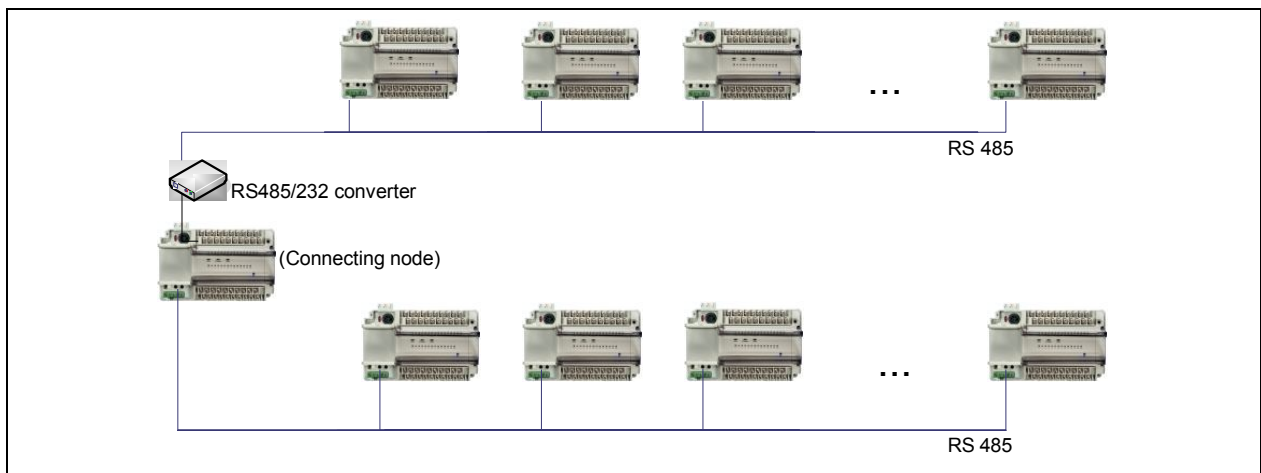 ...
RS 485
RS485/232 converter
(Connecting node)
...
RS 485